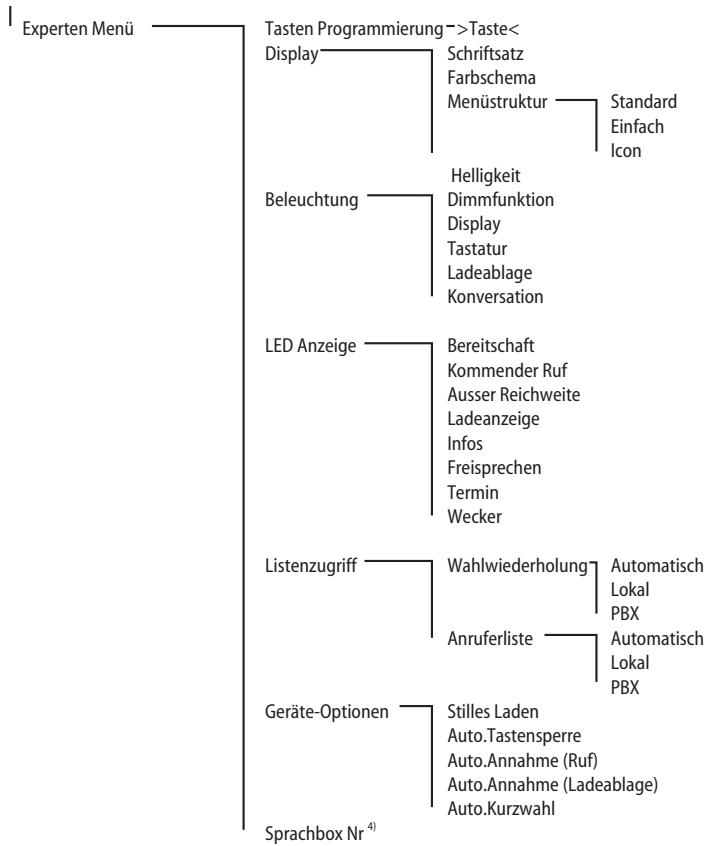 Experten Menü Tasten Programmierung ->Taste<
Display Schriftsatz
Farbschema
Menüstruktur Standard
Einfach
Icon
Helligkeit
Beleuchtung Dimmfunktion
Display
Tastatur
Ladeablage
Konversation
LED Anzeige Bereitschaft
Kommender Ruf
Ausser Reichweite
Ladeanzeige
Infos
Freisprechen
Termin
Wecker
Listenzugriff Wahlwiederholung Automatisch
Lokal
PBX
Anruferliste Automatisch
Lokal
PBX
Geräte-Optionen Stilles Laden
Auto.Tastensperre
Auto.Annahme (Ruf)
Auto.Annahme (Ladeablage)
Auto.Kurzwahl
Sprachbox Nr 4)